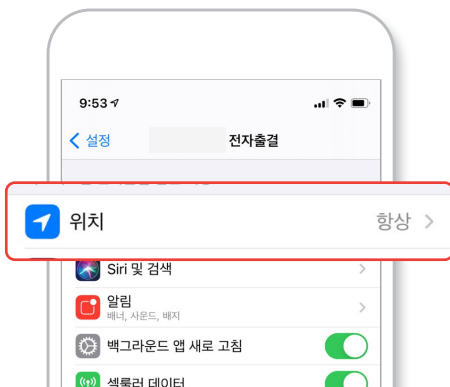 9:53
설정
전자출결
위치
항상
Siri 및 검색
알림
배너, 사운드, 배지
백그라운드 앱 새로 고침
셀룰러 데이터